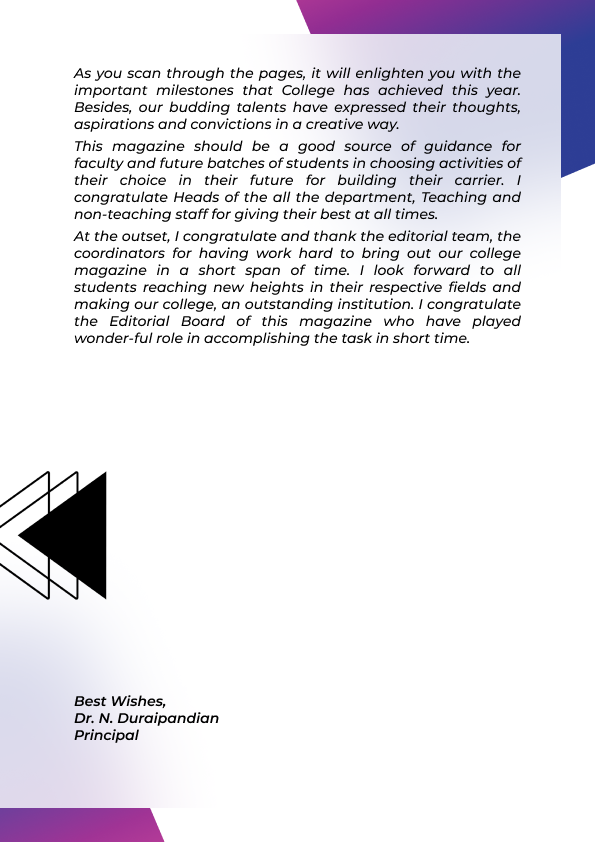 As you scan through the pages, it will enlighten you with the
important milestones that College has achieved this year.
Besides, our budding talents have expressed their thoughts,
aspirations and convictions in a creative way.
This magazine should be a good source of guidance for
faculty and future batches of students in choosing activities of
their choice in their future for building their carrier. I
congratulate Heads of the all the department, Teaching and
non-teaching staff for giving their best at all times.
At the outset, I congratulate and thank the editorial team, the
coordinators for having work hard to bring out our college
magazine in a short span of time. I look forward to all
students reaching new heights in their respective fields and
making our college, an outstanding institution. I congratulate
the Editorial Board of this magazine who have played
wonder-ful role in accomplishing the task in short time.
Best Wishes,
Dr. N. Duraipandian
Principal